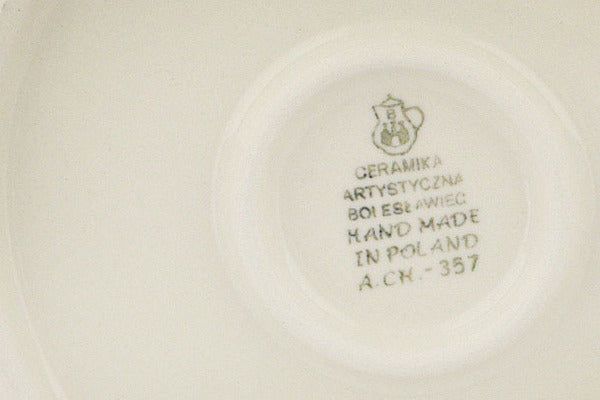 CERAMIKA
ARTYSTYCZNA
BOLESŁAWIEC
HAND MADE
IN POLAND
A.CH.-357